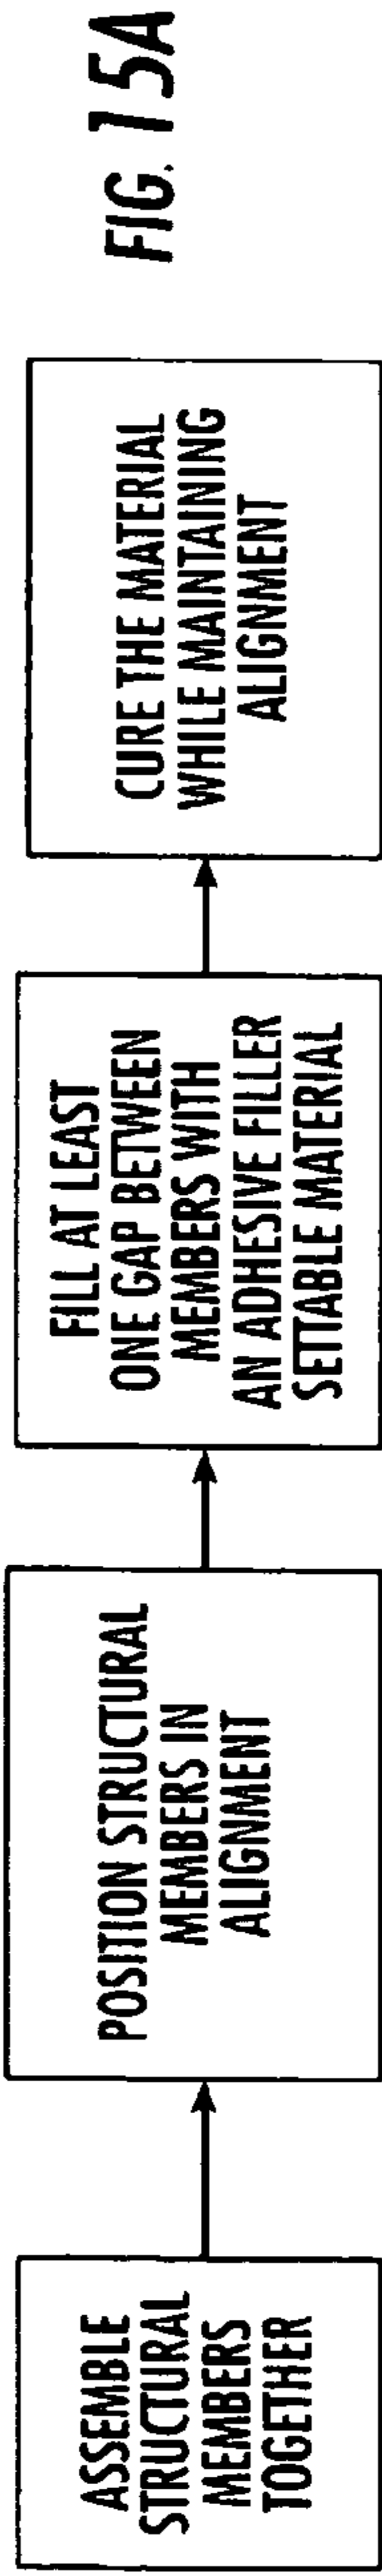 ASSEMBLE
STRUCTURAL
MEMBERS
TOGETHER
POSITION STRUCTURAL
MEMBERS IN
ALIGNMENT
FILL AT LEAST
ONE GAP BETWEEN
MEMBERS WITH
AN ADHESIVE FILLER
SETTABLE MATERIAL
CURE THE MATERIAL
WHILE MAINTAINING
ALIGNMENT
FIG. 15A